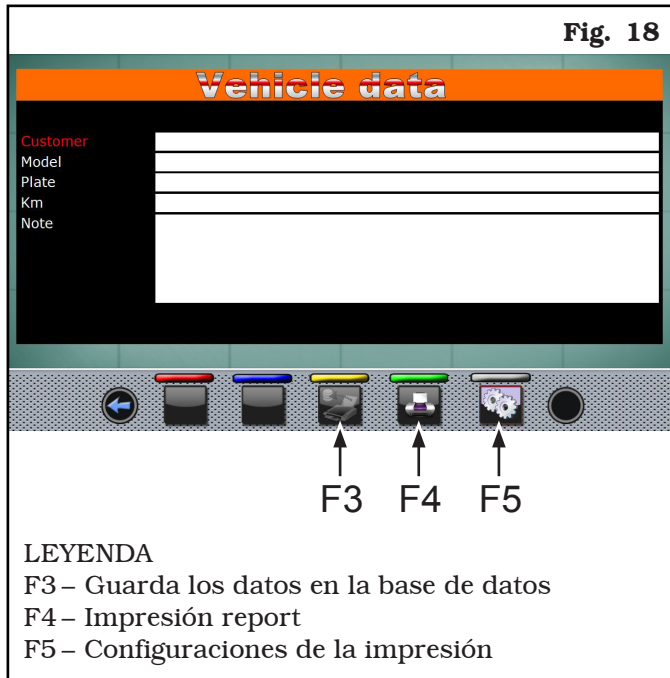 Fig. 18
Vehicle data
Customer
Model
Plate
Km
Note
F3 F4 F5
LEYENDA
F3 – Guarda los datos en la base de datos
F4 – Impresión report
F5 – Configuraciones de la impresión